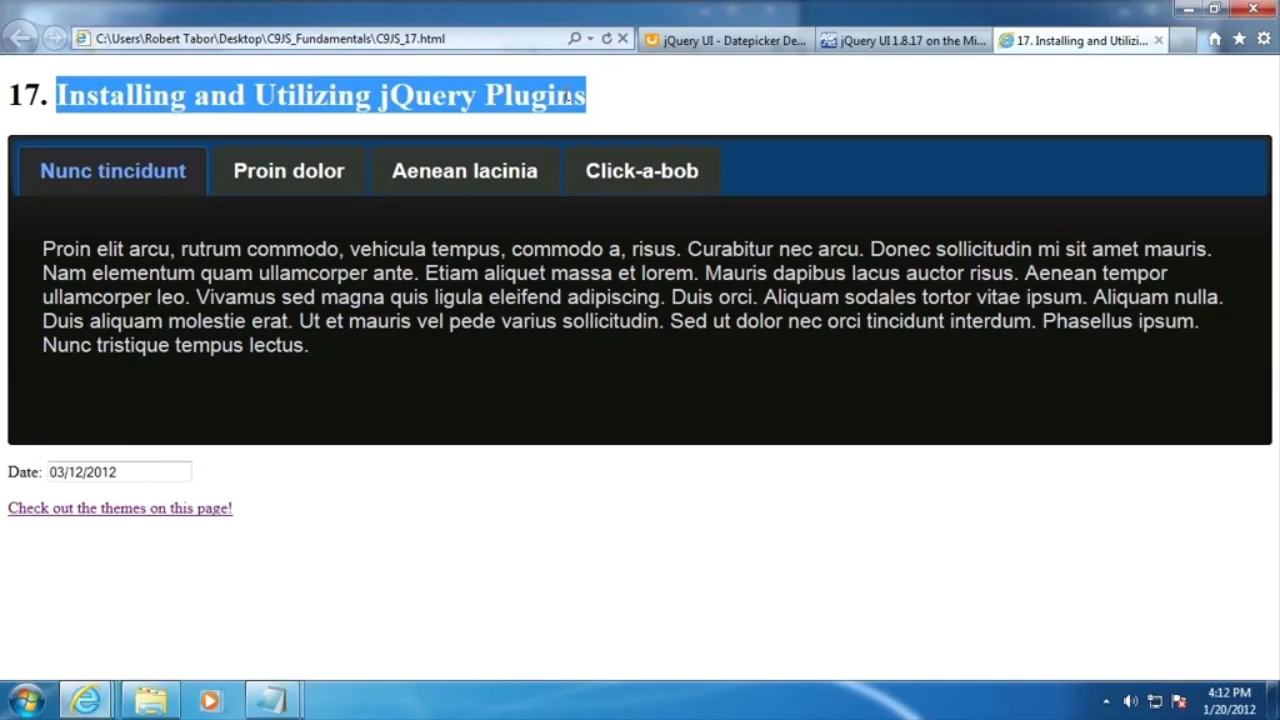 C:\Users\Robert Tabor\Desktop\C9JS_Fundamentals\C9JS_17.html
jQuery UI - Datepicker De...
jQuery UI 1.8.17 on the Mi...
17. Installing and Utilizi...
17. Installing and Utilizing jQuery Plugins
Nunc tincidunt
Proin dolor
Aenean lacinia
Click-a-bob
Proin elit arcu, rutrum commodo, vehicula tempus, commodo a, risus. Curabitur nec arcu. Donec sollicitudin mi sit amet mauris.
Nam elementum quam ullamcorper ante. Etiam aliquet massa et lorem. Mauris dapibus lacus auctor risus. Aenean tempor
ullamcorper leo. Vivamus sed magna quis ligula eleifend adipiscing. Duis orci. Aliquam sodales tortor vitae ipsum. Aliquam nulla.
Duis aliquam molestie erat. Ut et mauris vel pede varius sollicitudin. Sed ut dolor nec orci tincidunt interdum. Phasellus ipsum.
Nunc tristique tempus lectus.
Date: 03/12/2012
Check out the themes on this page!
4:12 PM
1/20/2012